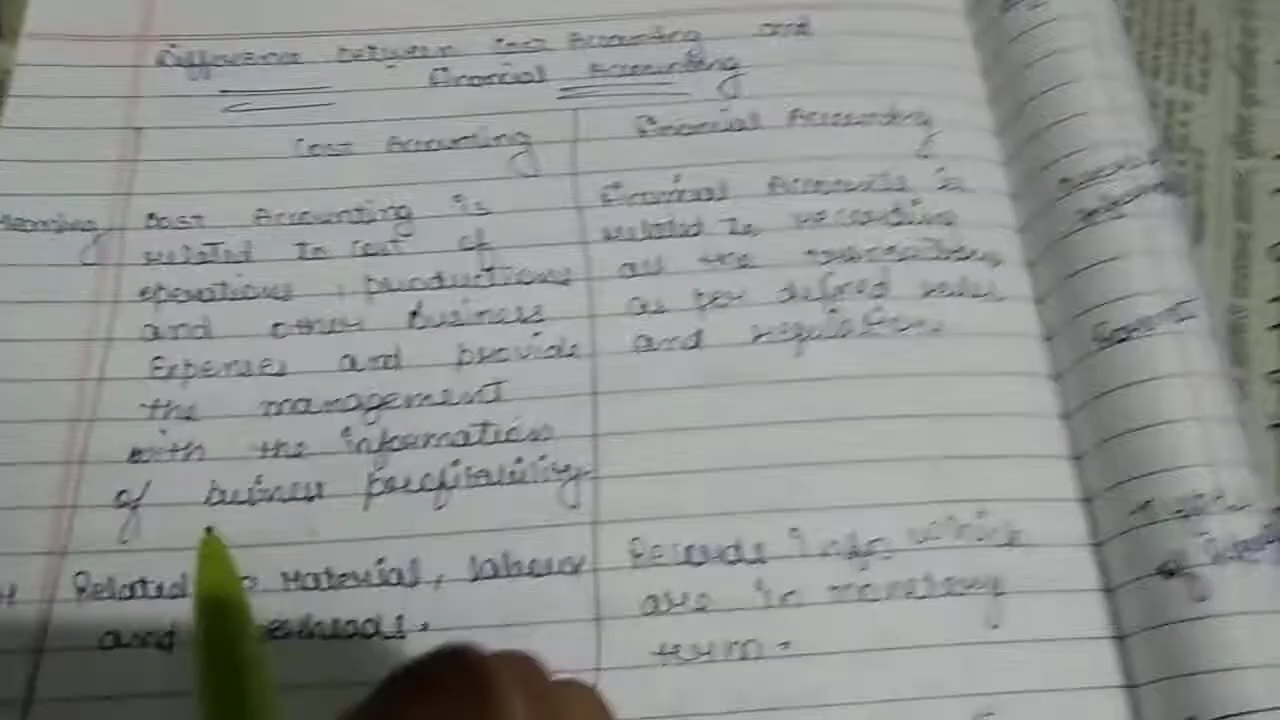 Difference between Cost Accounting and
Financial Accounting
Cost Accounting
Financial Accounting
Meaning
Cost Accounting is
related to cost of
operations, productions
and other Business
Expenses and provide
the management
with the information
of business profitability.
Financial Accounts is
related to recording
all the transactions
as per defined rules
and regulations.
Related to Material, labour
and overheads.
Records info. which
are in monetary
term.